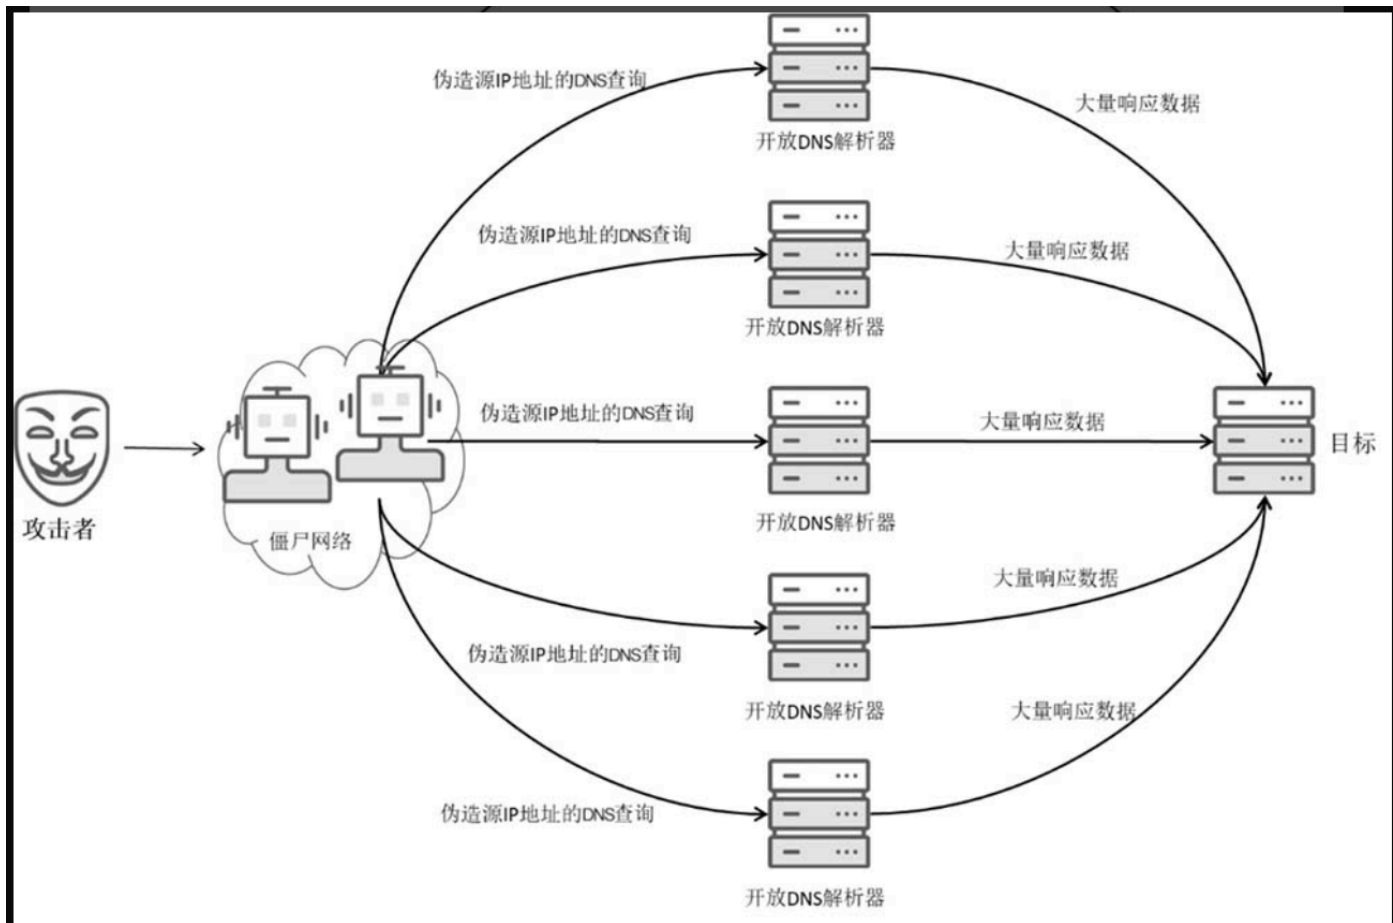 伪造源IP地址的DNS查询
大量响应数据
开放DNS解析器
伪造源IP地址的DNS查询
大量响应数据
开放DNS解析器
伪造源IP地址的DNS查询
大量响应数据
目标
攻击者
僵尸网络
开放DNS解析器
大量响应数据
伪造源IP地址的DNS查询
开放DNS解析器
大量响应数据
伪造源IP地址的DNS查询
开放DNS解析器